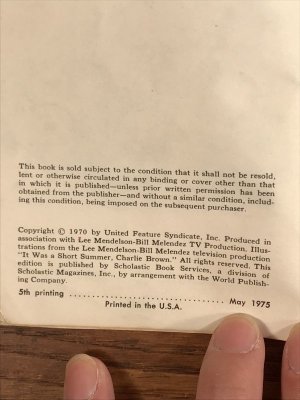 This book is sold subject to the condition that it shall not be resold,
lent or otherwise circulated in any binding or cover other than that
in which it is published—unless prior written permission has been
obtained from the publisher—and without a similar condition, includ-
ing this condition, being imposed on the subsequent purchaser.
Copyright © 1970 by United Feature Syndicate, Inc. Produced in
association with Lee Mendelson-Bill Melendez TV Production. Illus-
trations from the Lee Mendelson-Bill Melendez television production
"It Was a Short Summer, Charlie Brown." All rights reserved. This
edition is published by Scholastic Book Services, a division of
Scholastic Magazines, Inc., by arrangement with the World Publish-
ing Company.
5th printing .................................. May 1975
Printed in the U.S.A.